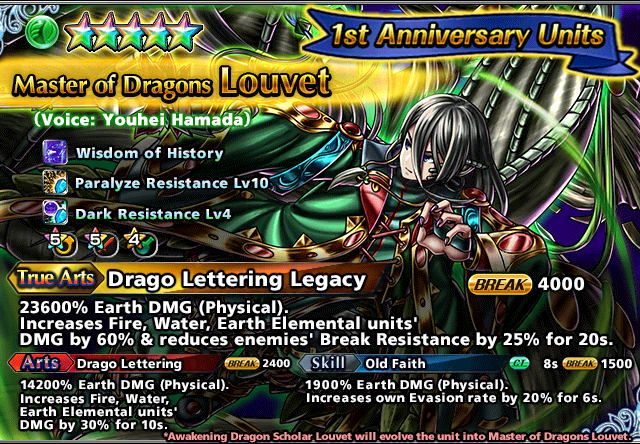 1st Anniversary Units
Master of Dragons Louvet
(Voice: Youhei Hamada)
Wisdom of History
Paralyze Resistance Lv10
Dark Resistance Lv4
5 5 4
True Arts Drago Lettering Legacy BREAK 4000
23600% Earth DMG (Physical).
Increases Fire, Water, Earth Elemental units'
DMG by 60% & reduces enemies' Break Resistance by 25% for 20s.
Arts Drago Lettering BREAK 2400
14200% Earth DMG (Physical).
Increases Fire, Water,
Earth Elemental units'
DMG by 30% for 10s.
Skill Old Faith CT 8s BREAK 1500
1900% Earth DMG (Physical).
Increases own Evasion rate by 20% for 6s.
*Awakening Dragon Scholar Louvet will evolve the unit into Master of Dragons Louvet